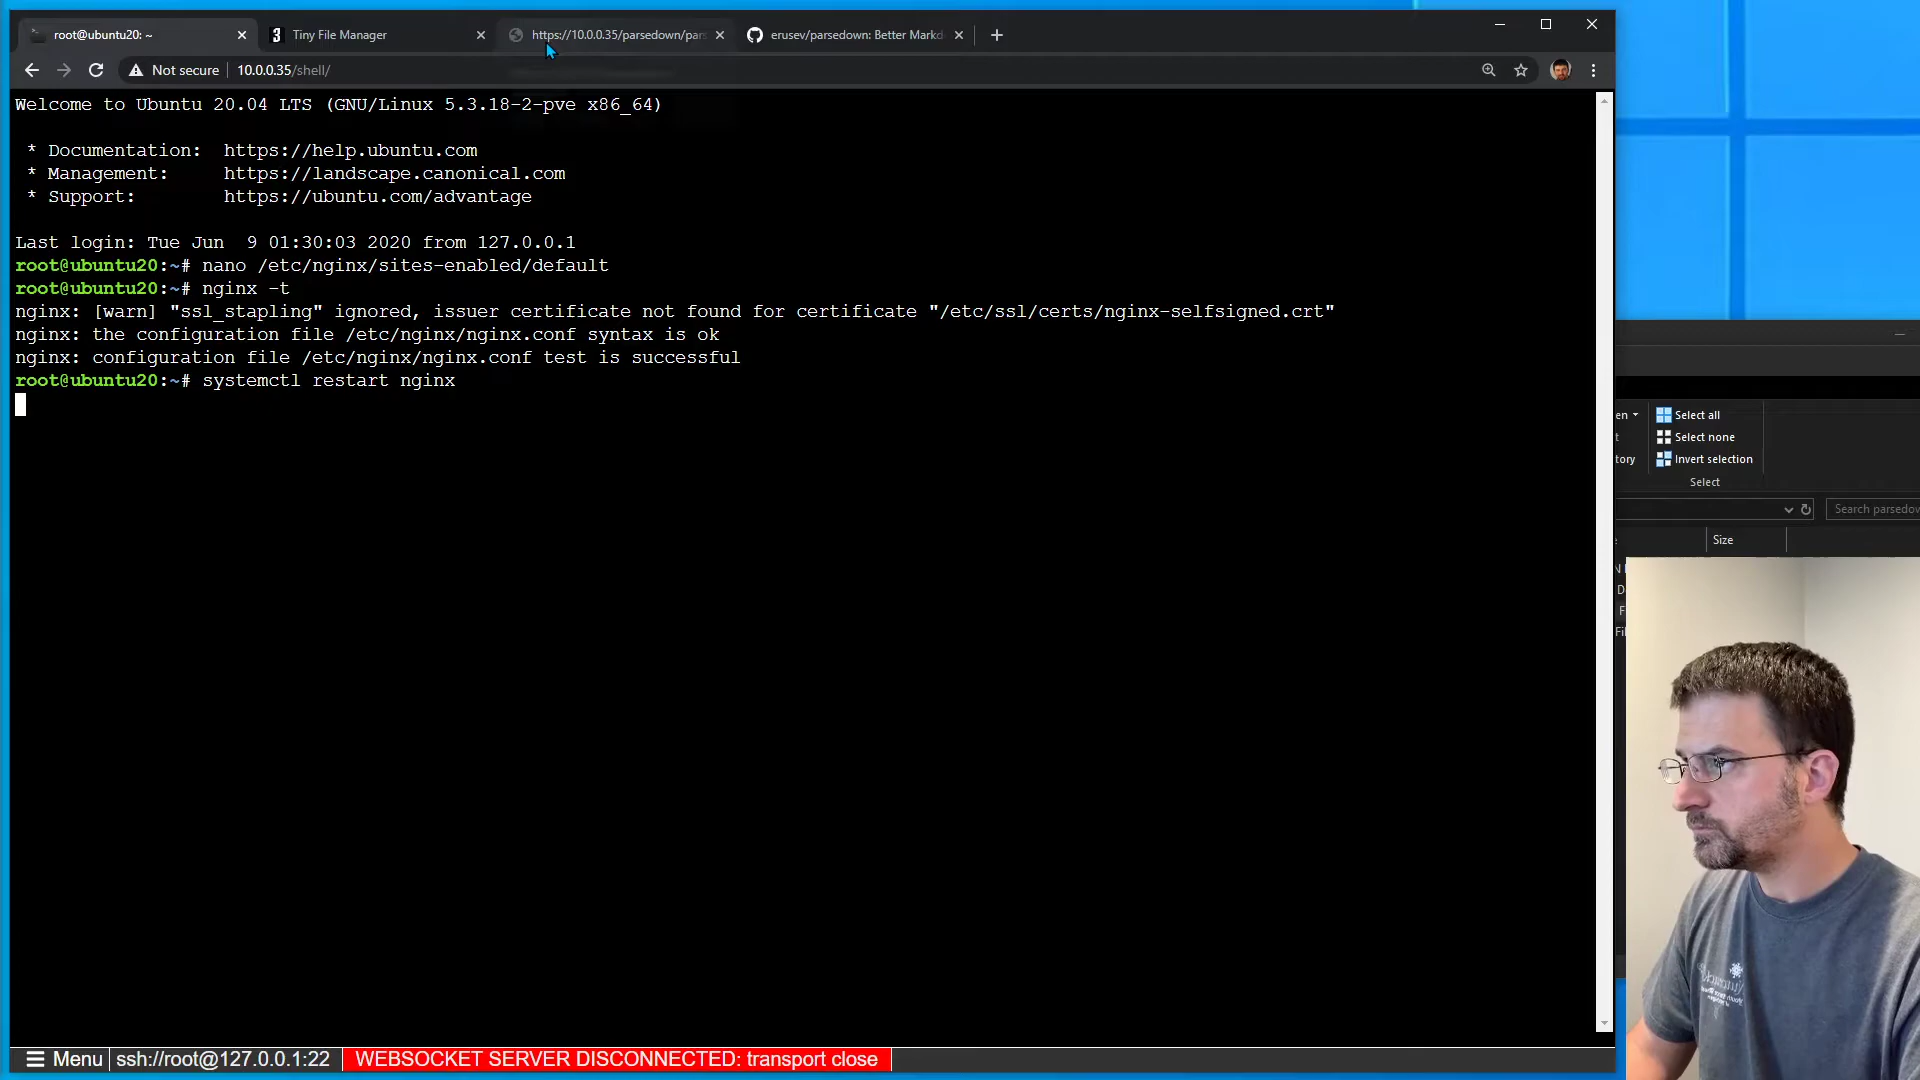 root@ubuntu20: ~
Tiny File Manager
https://10.0.0.35/parsedown/pars
erusev/parsedown: Better Markd
Not secure
10.0.0.35/shell/
Welcome to Ubuntu 20.04 LTS (GNU/Linux 5.3.18-2-pve x86_64)
* Documentation: https://help.ubuntu.com
* Management: https://landscape.canonical.com
* Support: https://ubuntu.com/advantage
Last login: Tue Jun 9 01:30:03 2020 from 127.0.0.1
root@ubuntu20:~# nano /etc/nginx/sites-enabled/default
root@ubuntu20:~# nginx -t
nginx: [warn] "ssl_stapling" ignored, issuer certificate not found for certificate "/etc/ssl/certs/nginx-selfsigned.crt"
nginx: the configuration file /etc/nginx/nginx.conf syntax is ok
nginx: configuration file /etc/nginx/nginx.conf test is successful
root@ubuntu20:~# systemctl restart nginx
en
Select all
t
Select none
tory
Invert selection
Select
Search parsedow
Size
Menu
ssh://root@127.0.0.1:22
WEBSOCKET SERVER DISCONNECTED: transport close